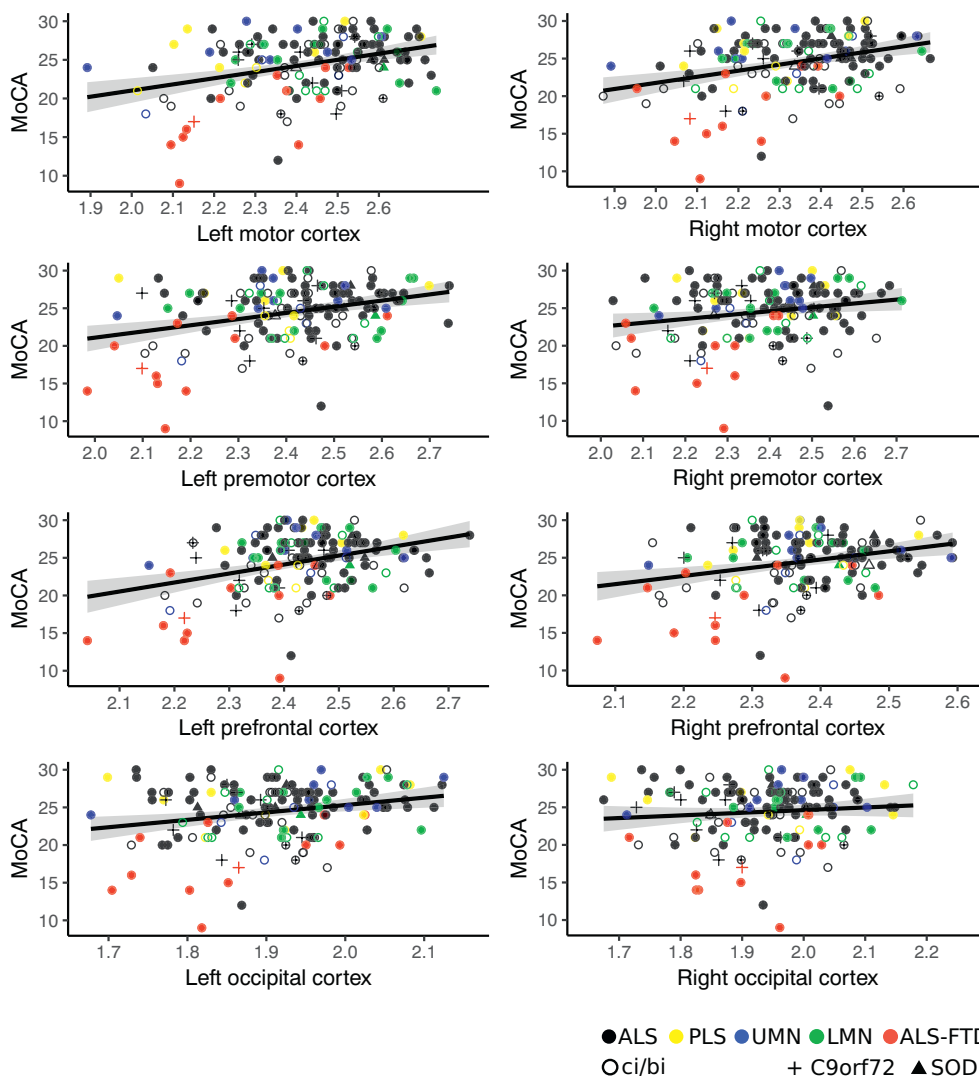 30
25
20
15
10
MoCA
1.9 2.0 2.1 2.2 2.3 2.4 2.5 2.6
Left motor cortex
30
25
20
15
10
MoCA
1.9 2.0 2.1 2.2 2.3 2.4 2.5 2.6
Right motor cortex
30
25
20
15
10
MoCA
2.0 2.1 2.2 2.3 2.4 2.5 2.6 2.7
Left premotor cortex
30
25
20
15
10
MoCA
2.0 2.1 2.2 2.3 2.4 2.5 2.6 2.7
Right premotor cortex
30
25
20
15
10
MoCA
2.1 2.2 2.3 2.4 2.5 2.6 2.7
Left prefrontal cortex
30
25
20
15
10
MoCA
2.1 2.2 2.3 2.4 2.5 2.6
Right prefrontal cortex
30
25
20
15
10
MoCA
1.7 1.8 1.9 2.0 2.1
Left occipital cortex
30
25
20
15
10
MoCA
1.7 1.8 1.9 2.0 2.1 2.2
Right occipital cortex
ALS PLS UMN LMN ALS-FTD
ci/bi C9orf72 SOD